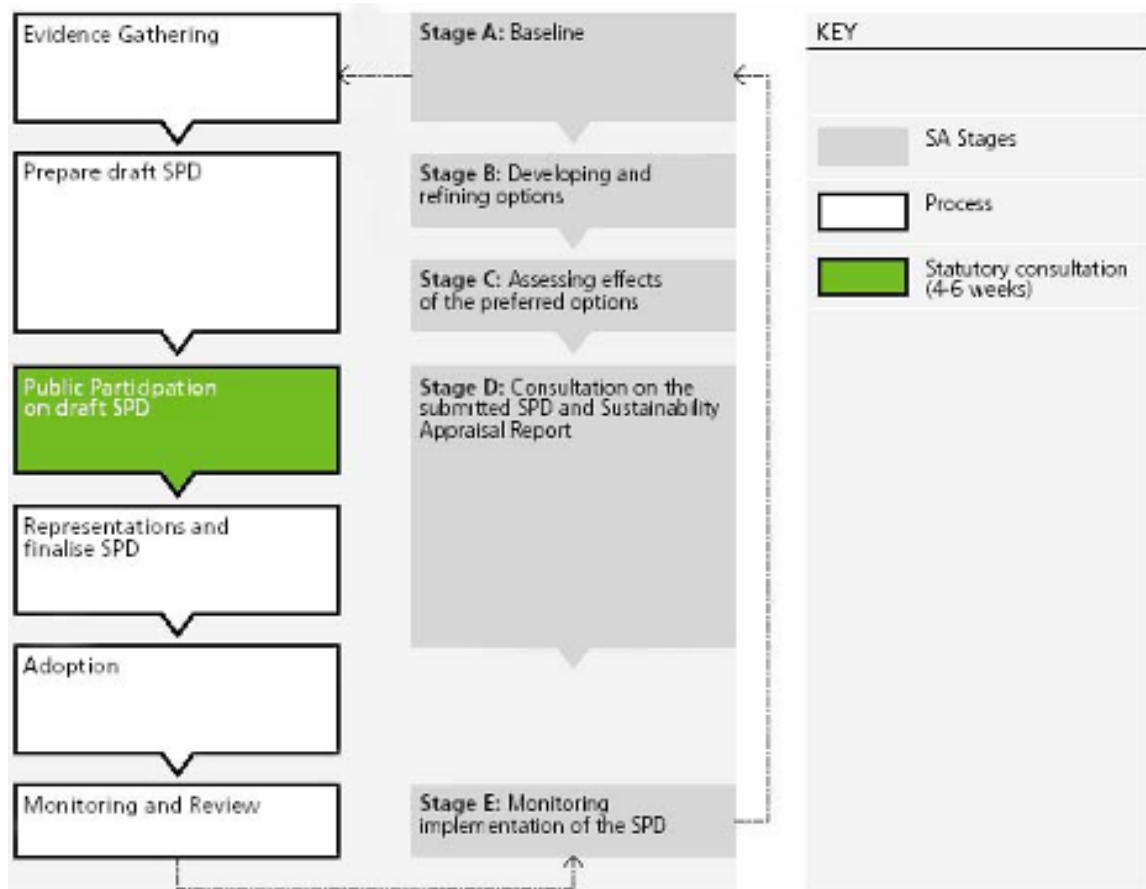 Evidence Gathering
Prepare draft SPD
Public Participation
on draft SPD
Representations and
finalise SPD
Adoption
Monitoring and Review
Stage A: Baseline
Stage B: Developing and
refining options
Stage C: Assessing effects
of the preferred options
Stage D: Consultation on the
submitted SPD and Sustainability
Appraisal Report
Stage E: Monitoring
implementation of the SPD
KEY
SA Stages
Process
Statutory consultation
(4-6 weeks)